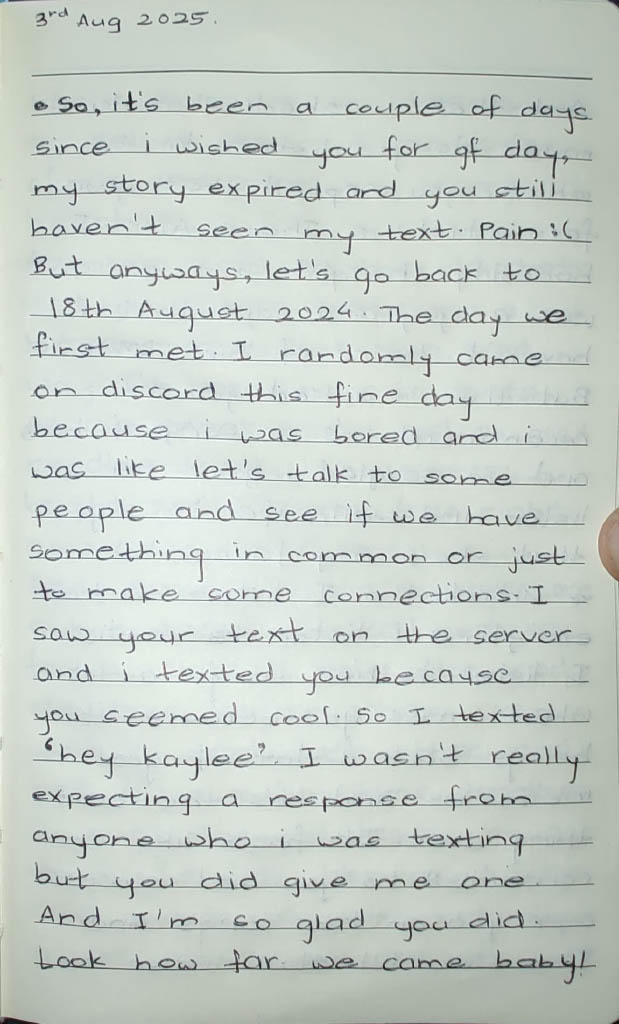 3rd Aug 2025.
• So, it's been a couple of days
since i wished you for gf day,
my story expired and you still
haven't seen my text. Pain :(
But anyways, let's go back to
18th August 2024. The day we
first met. I randomly came
on discord this fine day
because i was bored and i
was like let's talk to some
people and see if we have
something in common or just
to make some connections. I
saw your text on the server
and i texted you because
you seemed cool. So I texted
"hey kaylee". I wasn't really
expecting a response from
anyone who i was texting
but you did give me one.
And I'm so glad you did.
Look how far we came baby!